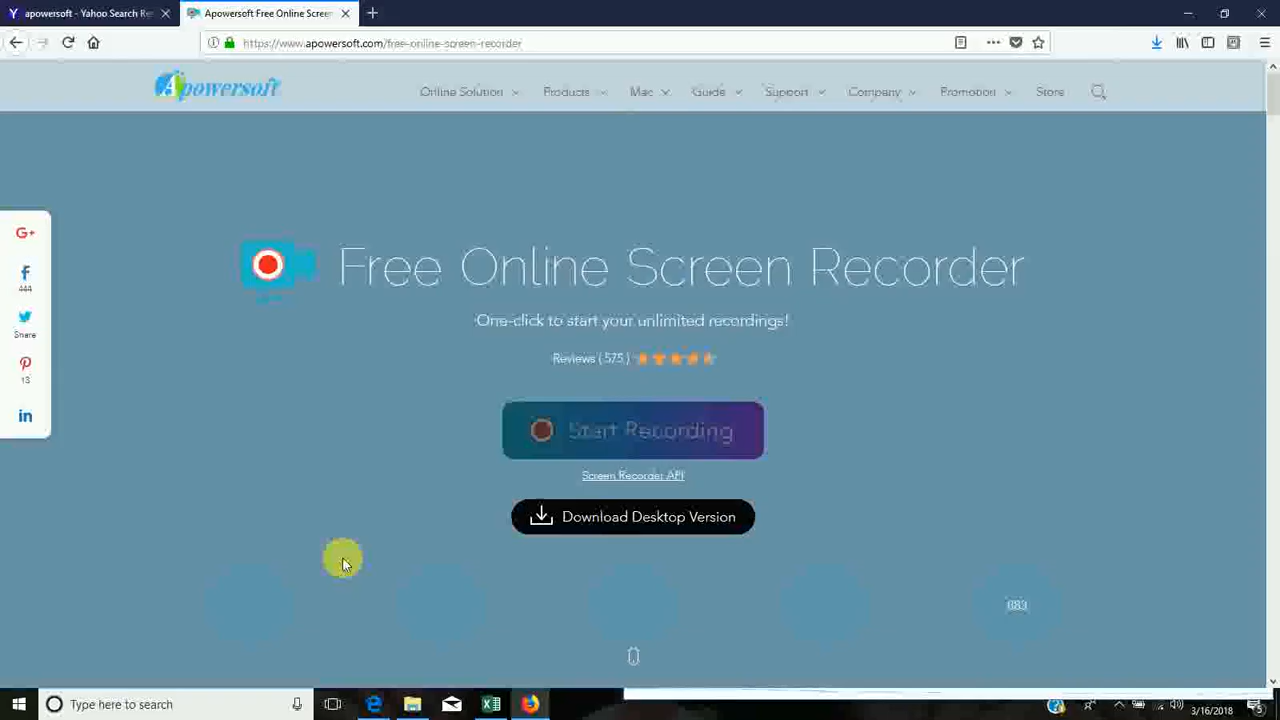 apowersoft - Yahoo Search Re
Apowersoft Free Online Screen
https://www.apowersoft.com/free-online-screen-recorder
Apowersoft
Online Solution
Products
Mac
Guide
Support
Company
Promotion
Store
G+
444
Share
13
in
Free Online Screen Recorder
One-click to start your unlimited recordings!
Reviews ( 575 )
Start Recording
Screen Recorder API
Download Desktop Version
083
Type here to search
3/16/2018